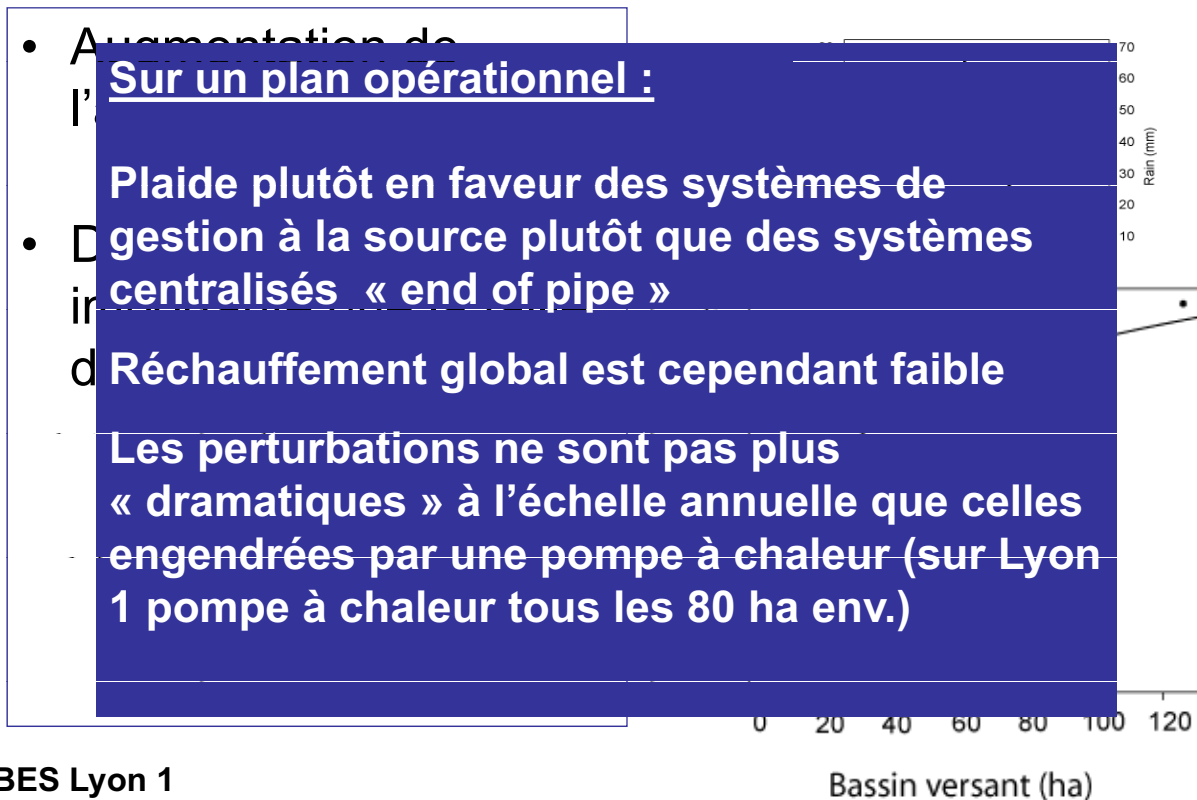 • Augmentation de
l’
• D
d
Sur un plan opérationnel :
Plaide plutôt en faveur des systèmes de
gestion à la source plutôt que des systèmes
centralisés « end of pipe »
Réchauffement global est cependant faible
Les perturbations ne sont pas plus
« dramatiques » à l’échelle annuelle que celles
engendrées par une pompe à chaleur (sur Lyon
1 pompe à chaleur tous les 80 ha env.)
70
60
50
40
30
20
10
Rain (mm)
0 20 40 60 80 100 120
Bassin versant (ha)
BES Lyon 1